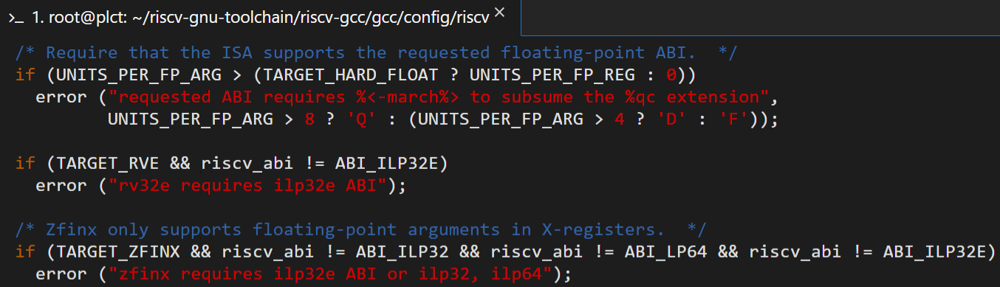 >_ 1. root@plct: ~/riscv-gnu-toolchain/riscv-gcc/gcc/config/riscv ×
/* Require that the ISA supports the requested floating-point ABI.  */
if (UNITS_PER_FP_ARG > (TARGET_HARD_FLOAT ? UNITS_PER_FP_REG : 0))
  error ("requested ABI requires %<-march%> to subsume the %qc extension",
         UNITS_PER_FP_ARG > 8 ? 'Q' : (UNITS_PER_FP_ARG > 4 ? 'D' : 'F'));
if (TARGET_RVE && riscv_abi != ABI_ILP32E)
  error ("rv32e requires ilp32e ABI");
/* Zfinx only supports floating-point arguments in X-registers.  */
if (TARGET_ZFINX && riscv_abi != ABI_ILP32 && riscv_abi != ABI_LP64 && riscv_abi != ABI_ILP32E)
  error ("zfinx requires ilp32e ABI or ilp32, ilp64");